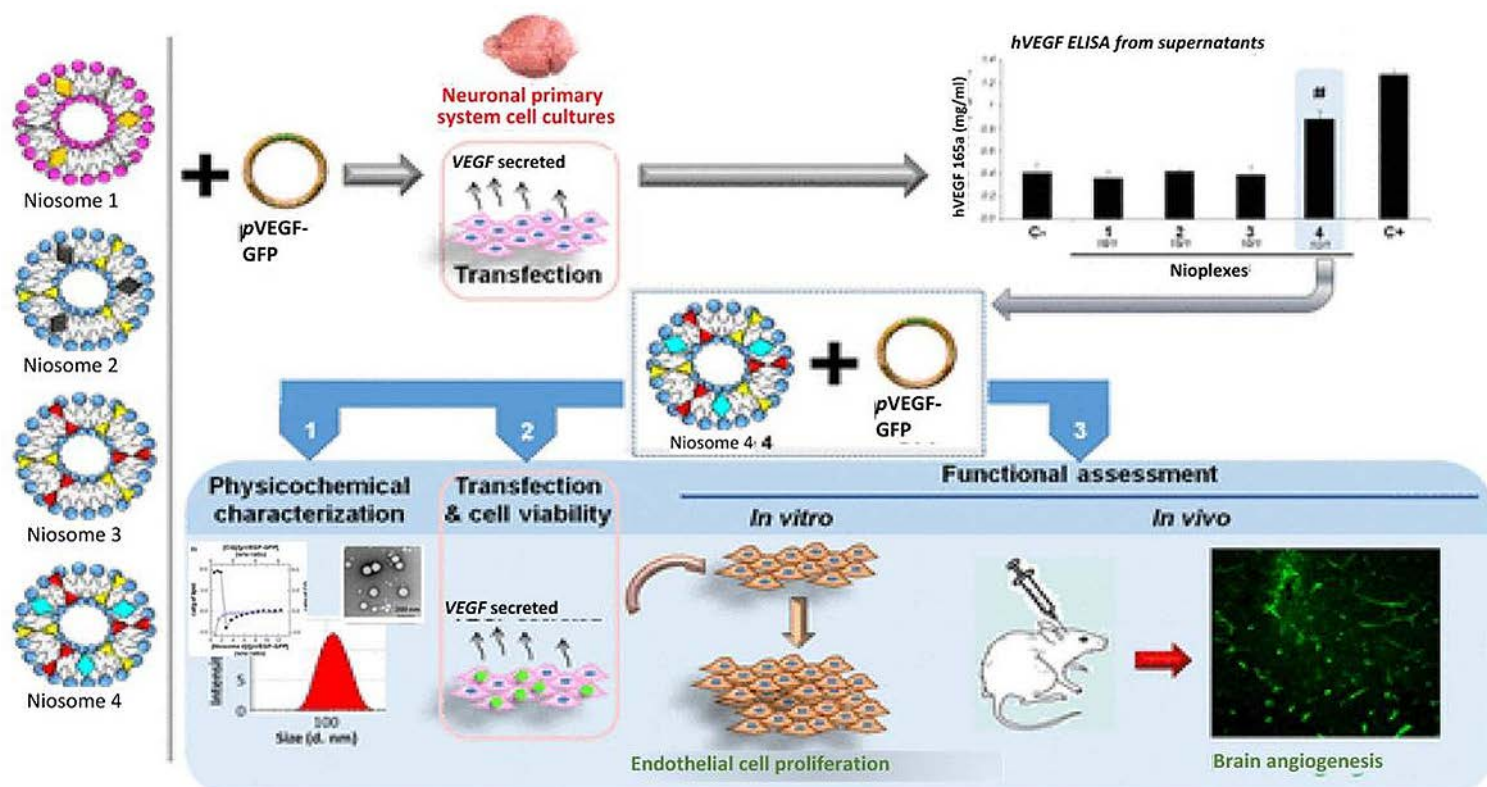 Niosome 1
Niosome 2
Niosome 3
Niosome 4
pVEGF-
GFP
Neuronal primary
system cell cultures
VEGF secreted
Transfection
hVEGF ELISA from supernatants
hVEGF 165a (mg/ml)
C-
1
2
3
4
C+
Nioplexes
#
Niosome 4 4
pVEGF-
GFP
1
2
3
Physicochemical
characterization
100
Size (d. nm)
Transfection
& cell viability
VEGF secreted
Functional assessment
In vitro
In vivo
Endothelial cell proliferation
Brain angiogenesis